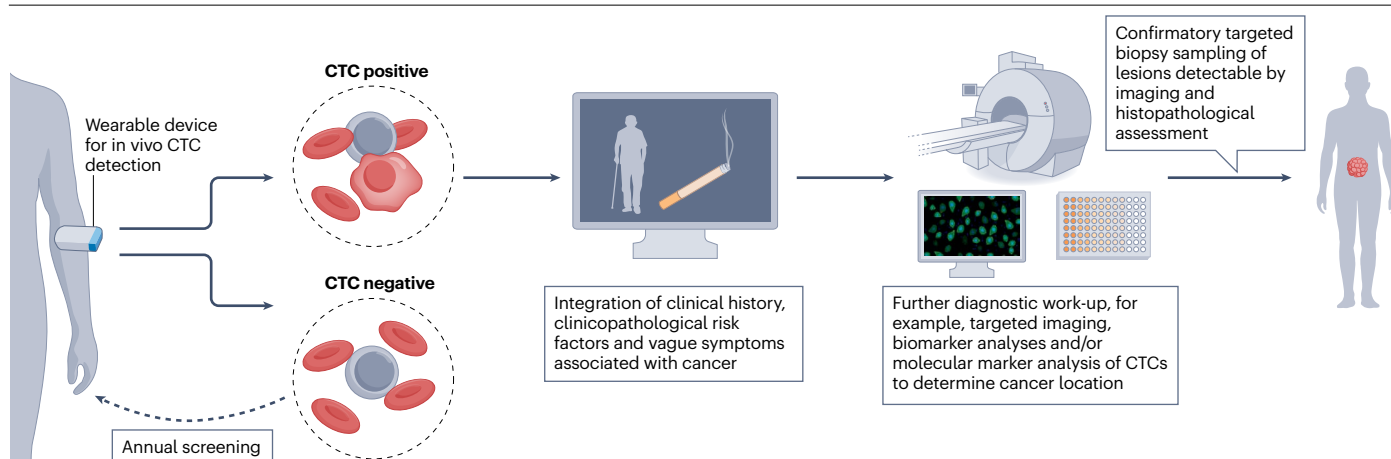 Wearable device
for in vivo CTC
detection
CTC positive
CTC negative
Annual screening
Integration of clinical history,
clinicopathological risk
factors and vague symptoms
associated with cancer
Further diagnostic work-up, for
example, targeted imaging,
biomarker analyses and/or
molecular marker analysis of CTCs
to determine cancer location
Confirmatory targeted
biopsy sampling of
lesions detectable by
imaging and
histopathological
assessment